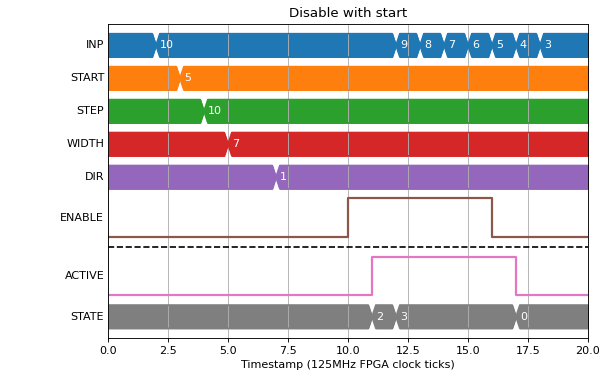 Disable with start
INP 10 9 8 7 6 5 4 3
START 5
STEP 10
WIDTH 7
DIR 1
ENABLE
ACTIVE
STATE 2 3 0
0.0 2.5 5.0 7.5 10.0 12.5 15.0 17.5 20.0
Timestamp (125MHz FPGA clock ticks)